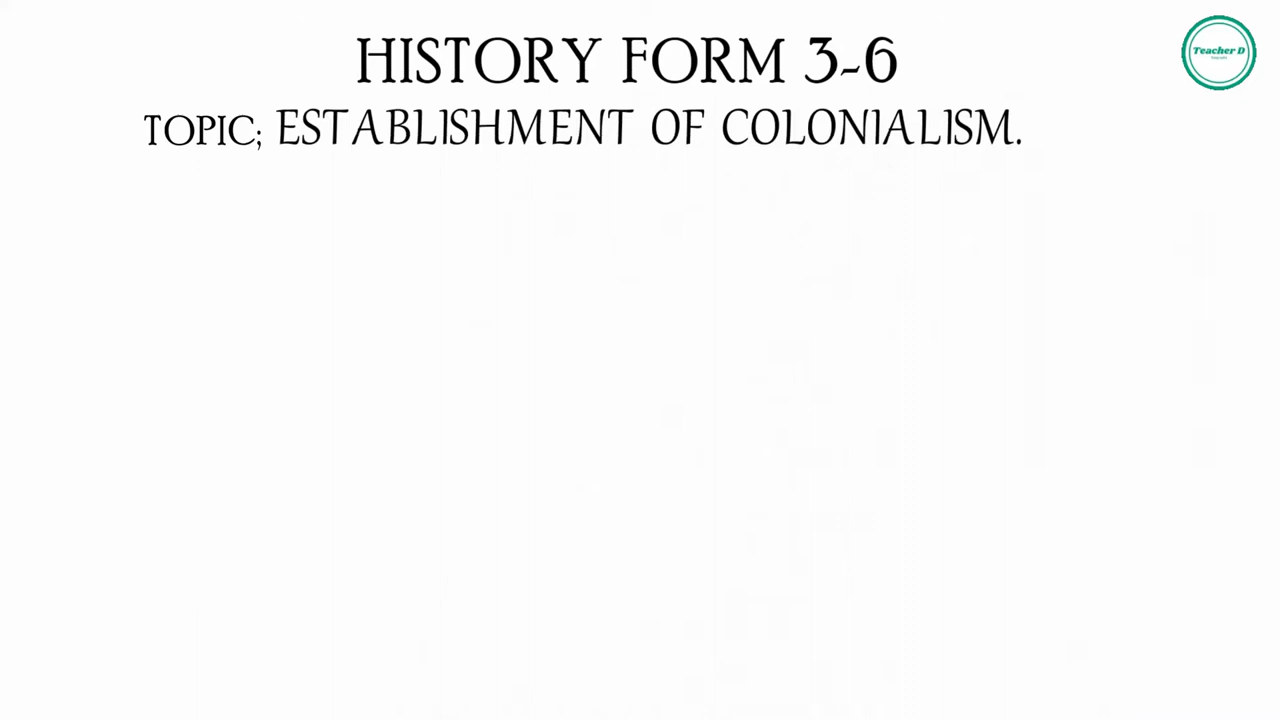 HISTORY FORM 3-6
TOPIC; ESTABLISHMENT OF COLONIALISM.
Teacher D